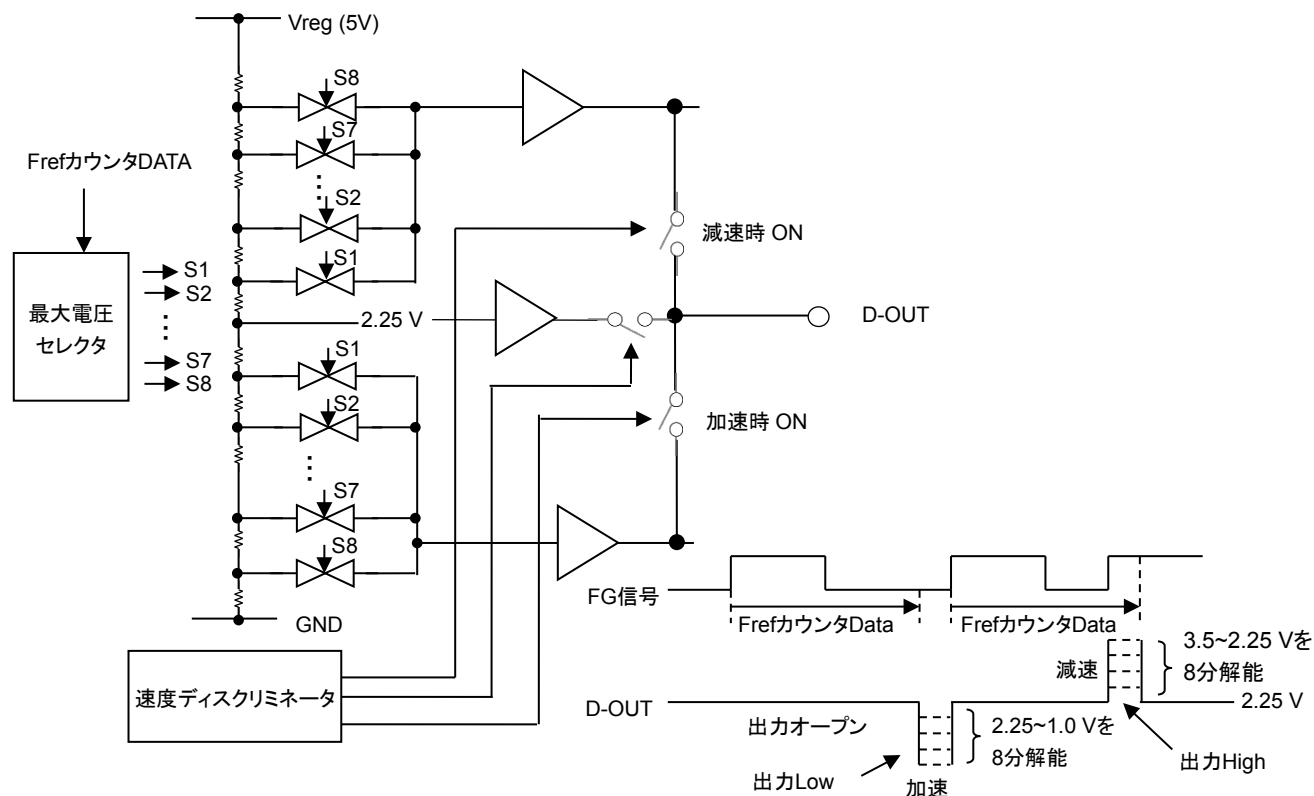 Vreg (5V)
S8
S7
FrefカウンタDATA
S2
減速時 ON
S1
S1
S2
最大電圧
セレクタ
2.25 V
D-OUT
S7
S8
S1
S2
加速時 ON
S7
S8
FG信号
GND
FrefカウンタData
FrefカウンタData
速度ディスクリミネータ
減速
3.5~2.25 Vを
8分解能
D-OUT
2.25 V
出力オープン
2.25~1.0 Vを
8分解能
出力Low
加速
出力High